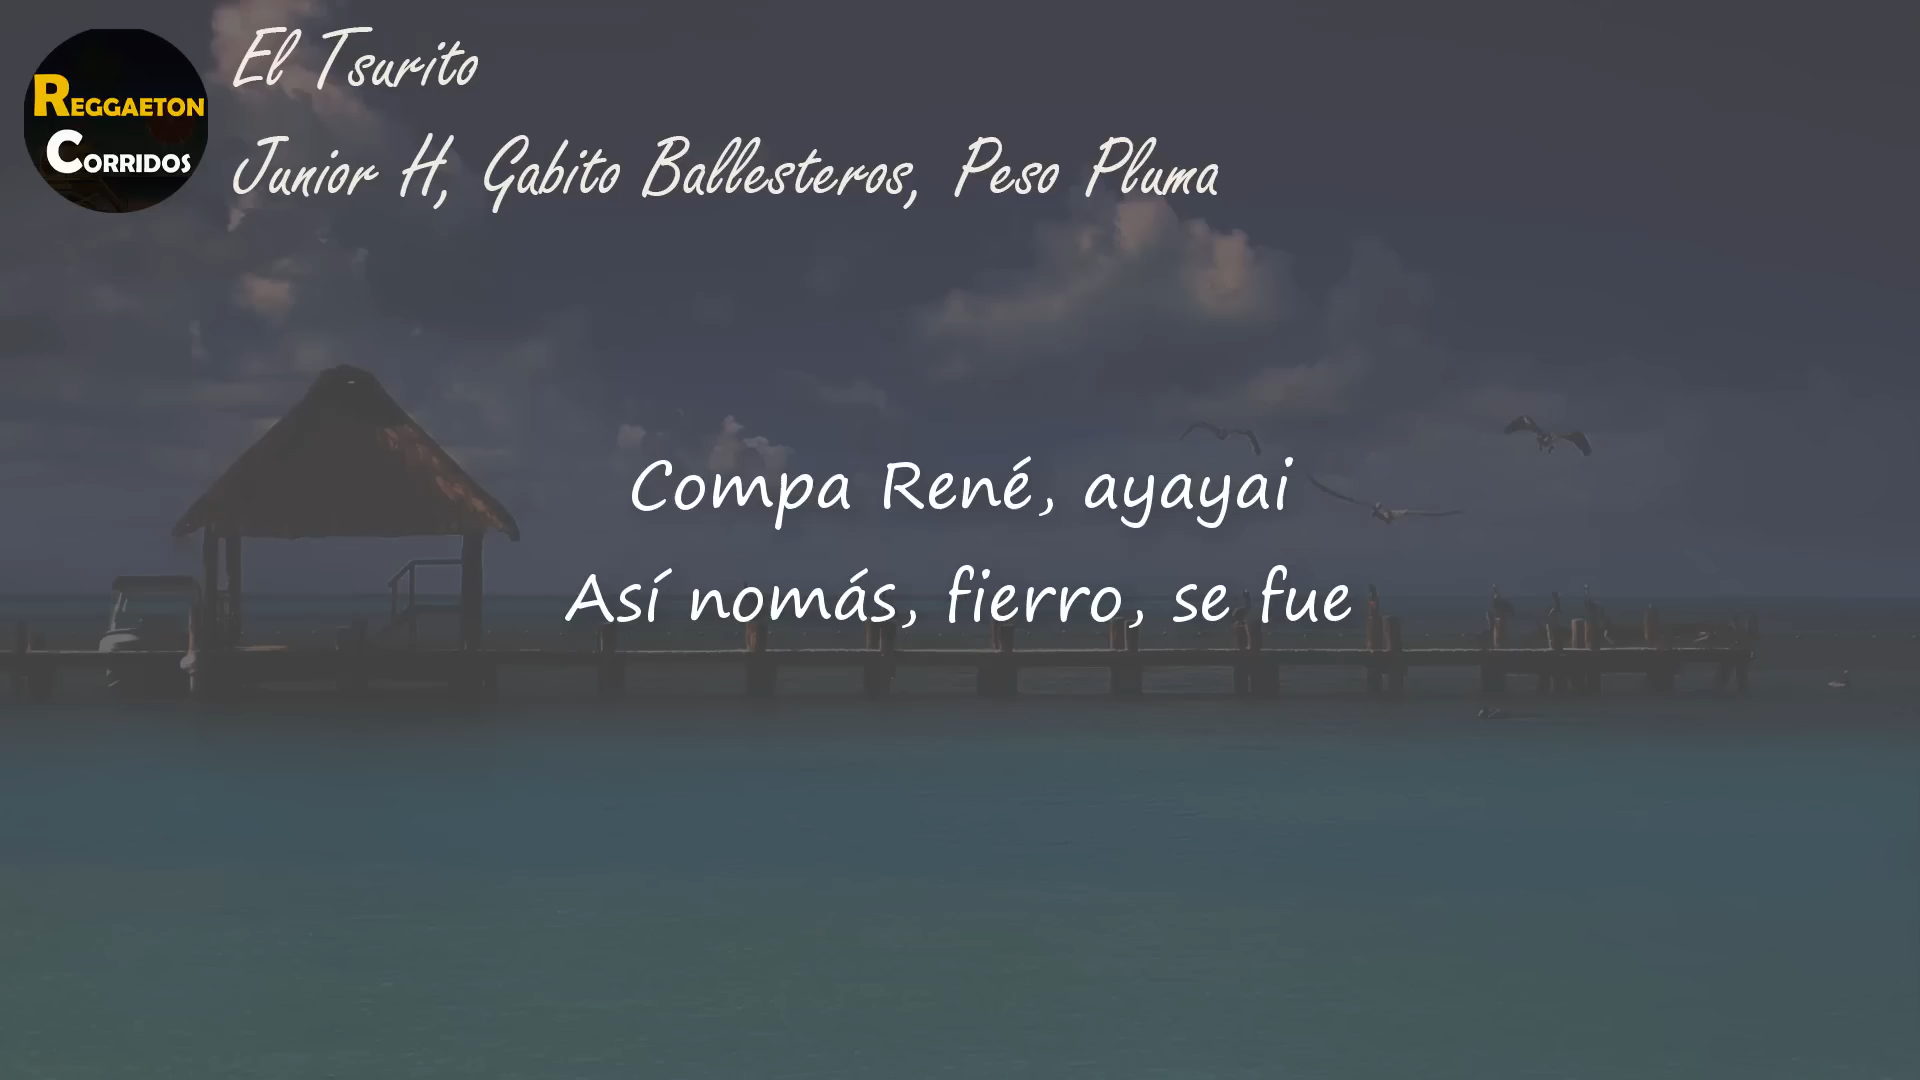 El Tsurito
REGGAETON
CORRIDOS
Junior H, Gabito Ballesteros, Peso Pluma
Compa René, ayayai
Así nomás, fierro, se fue